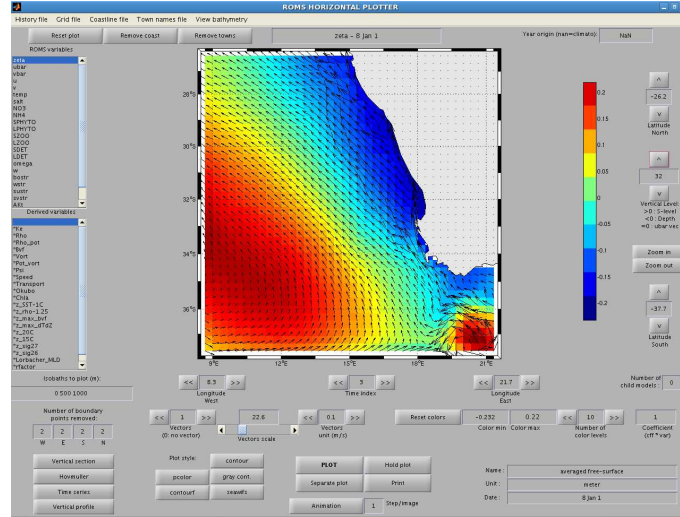 ROMS HORIZONTAL PLOTTER
History file Grid file Coastline file Town names file View bathymetry
Reset plot Remove coast Remove towns zeta – 8 Jan 1 Year origin (nan=climato): NaN
ROMS variables
zeta
ubar
vbar
u
v
temp
salt
NO3
NH4
SPHYTO
LPHYTO
SZOO
LZOO
SDET
LDET
omega
w
bostr
wstr
sustr
svstr
AKt
Derived variables
*Ke
*Rho
*Rho_pot
*Bvf
*Vort
*Pot_vort
*Psi
*Speed
*Transport
*Okubo
*Chla
*z_SST-1C
*z_rho-1.25
*z_max_bvf
*z_max_dTdZ
*z_20C
*z_15C
*z_sig27
*z_sig26
*Lorbacher_MLD
*rfactor
28°S
30°S
32°S
34°S
36°S
9°E 12°E 15°E 18°E 21°E
0.2
0.15
0.1
0.05
0
-0.05
-0.1
-0.15
-0.2
^
-26.2
v
Latitude
North
^
32
v
Vertical Level:
>0 : S-level
<0 : Depth
=0 : ubar vec
Zoom in
Zoom out
^
-37.7
v
Latitude
South
Isobaths to plot (m):
0 500 1000
<< 8.3 >> << 3 >> << 21.7 >>
Longitude
West
Time index
Longitude
East
Number of
child models : 0
Number of boundary
points removed:
2 2 2 2
W E S N
<< 1 >> 22.6 << 0.1 >>
Vectors
(0: no vector)
Vectors scale
Vectors
unit (m/s)
Reset colors -0.232 0.22 << 10 >> 1
Color min Color max
Number of
color levels
Coefficient
(cff * var)
Vertical section
Hovmuller
Time series
Vertical profile
Plot style: contour
pcolor gray cont.
contourf seawifs
PLOT Hold plot
Separate plot Print
Animation 1 Step/image
Name : averaged free-surface
Unit : meter
Date : 8 Jan 1